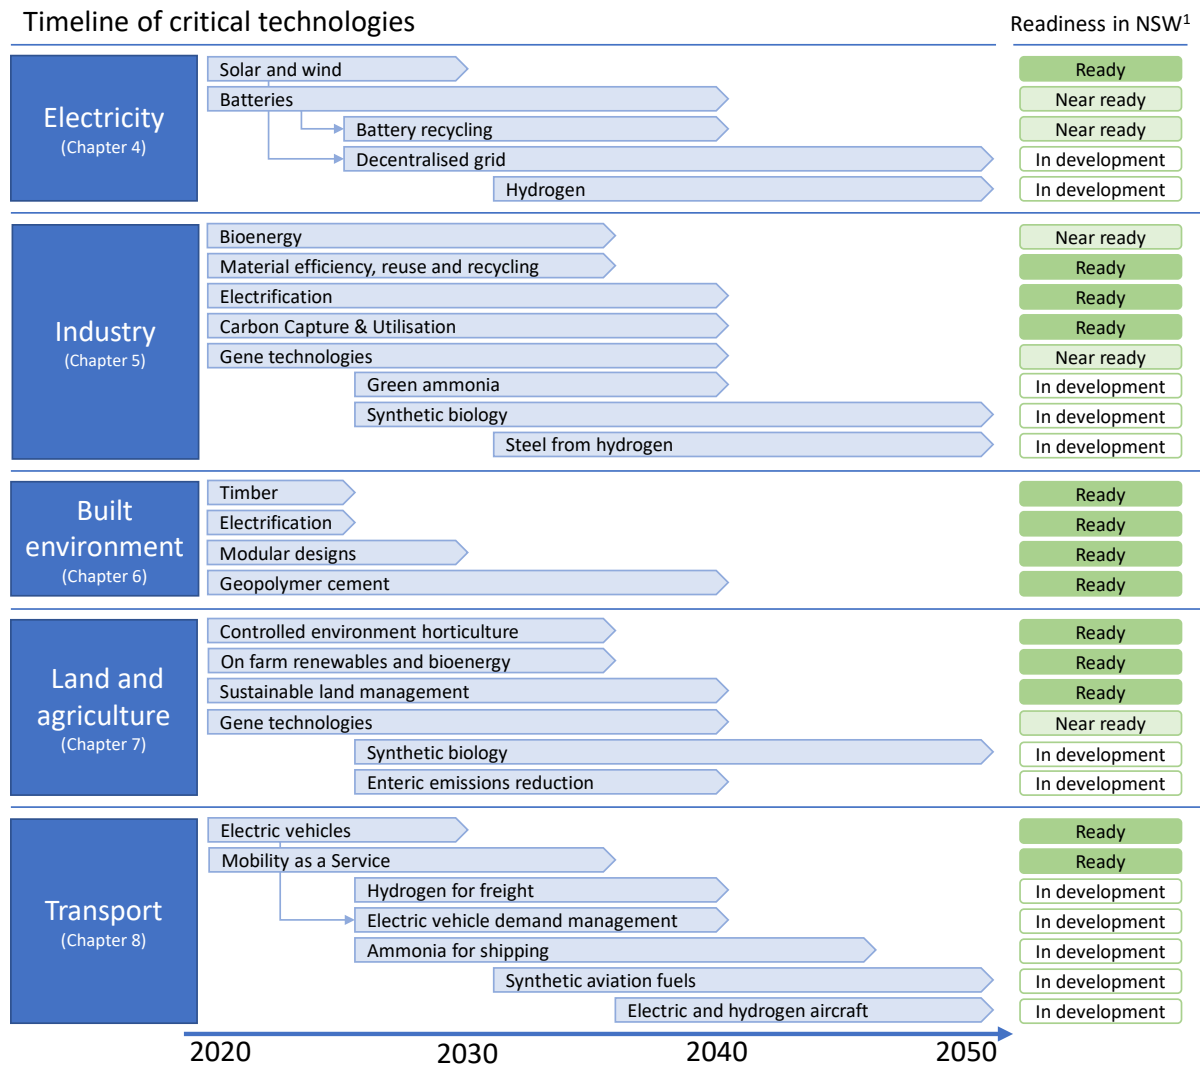 Timeline of critical technologies
Readiness in NSW¹
Electricity
(Chapter 4)
Solar and wind
Ready
Batteries
Near ready
Battery recycling
Near ready
Decentralised grid
In development
Hydrogen
In development
Industry
(Chapter 5)
Bioenergy
Near ready
Material efficiency, reuse and recycling
Ready
Electrification
Ready
Carbon Capture & Utilisation
Ready
Gene technologies
Near ready
Green ammonia
In development
Synthetic biology
In development
Steel from hydrogen
In development
Built
environment
(Chapter 6)
Timber
Ready
Electrification
Ready
Modular designs
Ready
Geopolymer cement
Ready
Land and
agriculture
(Chapter 7)
Controlled environment horticulture
Ready
On farm renewables and bioenergy
Ready
Sustainable land management
Ready
Gene technologies
Near ready
Synthetic biology
In development
Enteric emissions reduction
In development
Transport
(Chapter 8)
Electric vehicles
Ready
Mobility as a Service
Ready
Hydrogen for freight
In development
Electric vehicle demand management
In development
Ammonia for shipping
In development
Synthetic aviation fuels
In development
Electric and hydrogen aircraft
In development
2020 2030 2040 2050